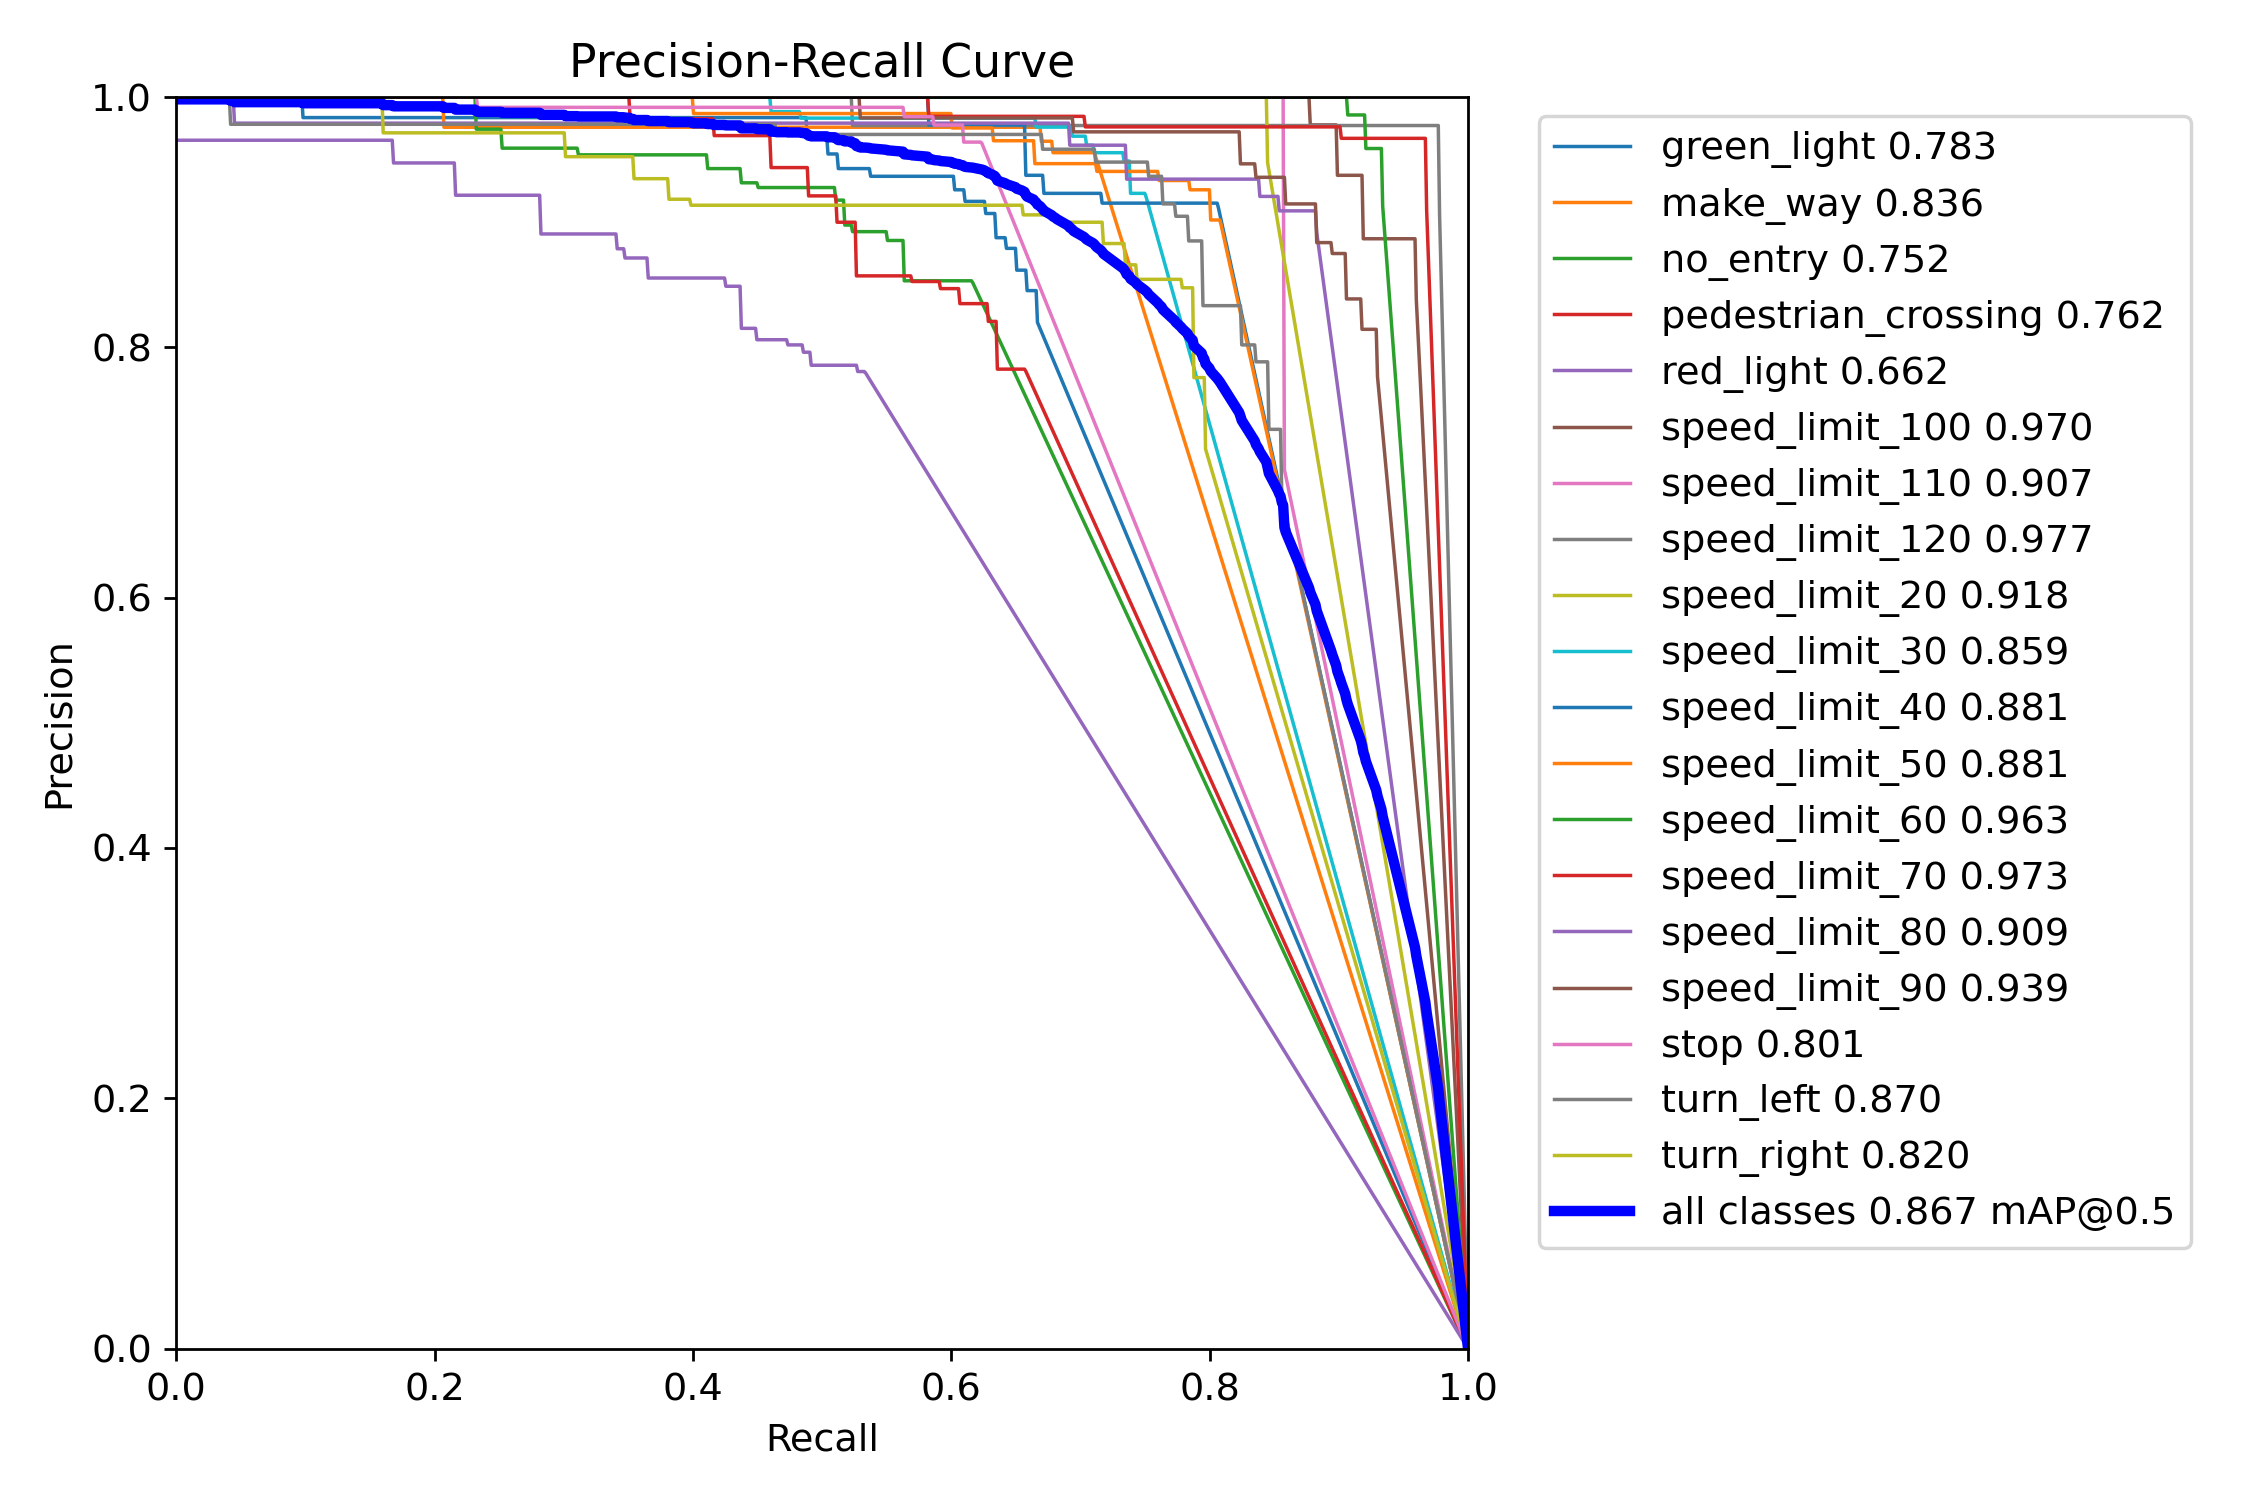 Precision-Recall Curve
1.0
0.8
0.6
0.4
0.2
0.0
Precision
0.0 0.2 0.4 0.6 0.8 1.0
Recall
green_light 0.783
make_way 0.836
no_entry 0.752
pedestrian_crossing 0.762
red_light 0.662
speed_limit_100 0.970
speed_limit_110 0.907
speed_limit_120 0.977
speed_limit_20 0.918
speed_limit_30 0.859
speed_limit_40 0.881
speed_limit_50 0.881
speed_limit_60 0.963
speed_limit_70 0.973
speed_limit_80 0.909
speed_limit_90 0.939
stop 0.801
turn_left 0.870
turn_right 0.820
all classes 0.867 mAP@0.5